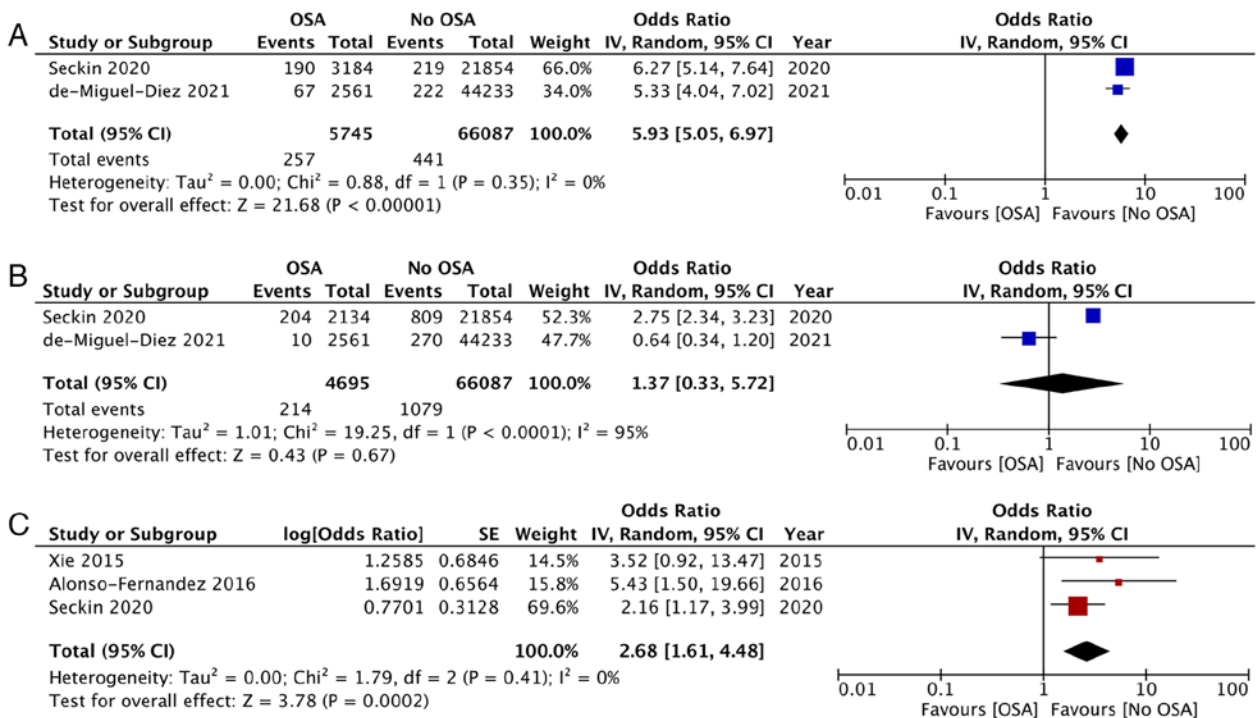 A
OSA No OSA Odds Ratio Odds Ratio
Study or Subgroup Events Total Events Total Weight IV, Random, 95% CI Year IV, Random, 95% CI
Seckin 2020 190 3184 219 21854 66.0% 6.27 [5.14, 7.64] 2020
de-Miguel-Diez 2021 67 2561 222 44233 34.0% 5.33 [4.04, 7.02] 2021
Total (95% CI) 5745 66087 100.0% 5.93 [5.05, 6.97]
Total events 257 441
Heterogeneity: Tau² = 0.00; Chi² = 0.88, df = 1 (P = 0.35); I² = 0%
Test for overall effect: Z = 21.68 (P < 0.00001)
0.01 0.1 1 10 100
Favours [OSA] Favours [No OSA]
B
OSA No OSA Odds Ratio Odds Ratio
Study or Subgroup Events Total Events Total Weight IV, Random, 95% CI Year IV, Random, 95% CI
Seckin 2020 204 2134 809 21854 52.3% 2.75 [2.34, 3.23] 2020
de-Miguel-Diez 2021 10 2561 270 44233 47.7% 0.64 [0.34, 1.20] 2021
Total (95% CI) 4695 66087 100.0% 1.37 [0.33, 5.72]
Total events 214 1079
Heterogeneity: Tau² = 1.01; Chi² = 19.25, df = 1 (P < 0.0001); I² = 95%
Test for overall effect: Z = 0.43 (P = 0.67)
0.01 0.1 1 10 100
Favours [OSA] Favours [No OSA]
C
Odds Ratio Odds Ratio
Study or Subgroup log[Odds Ratio] SE Weight IV, Random, 95% CI Year IV, Random, 95% CI
Xie 2015 1.2585 0.6846 14.5% 3.52 [0.92, 13.47] 2015
Alonso-Fernandez 2016 1.6919 0.6564 15.8% 5.43 [1.50, 19.66] 2016
Seckin 2020 0.7701 0.3128 69.6% 2.16 [1.17, 3.99] 2020
Total (95% CI) 100.0% 2.68 [1.61, 4.48]
Heterogeneity: Tau² = 0.00; Chi² = 1.79, df = 2 (P = 0.41); I² = 0%
Test for overall effect: Z = 3.78 (P = 0.0002)
0.01 0.1 1 10 100
Favours [OSA] Favours [No OSA]